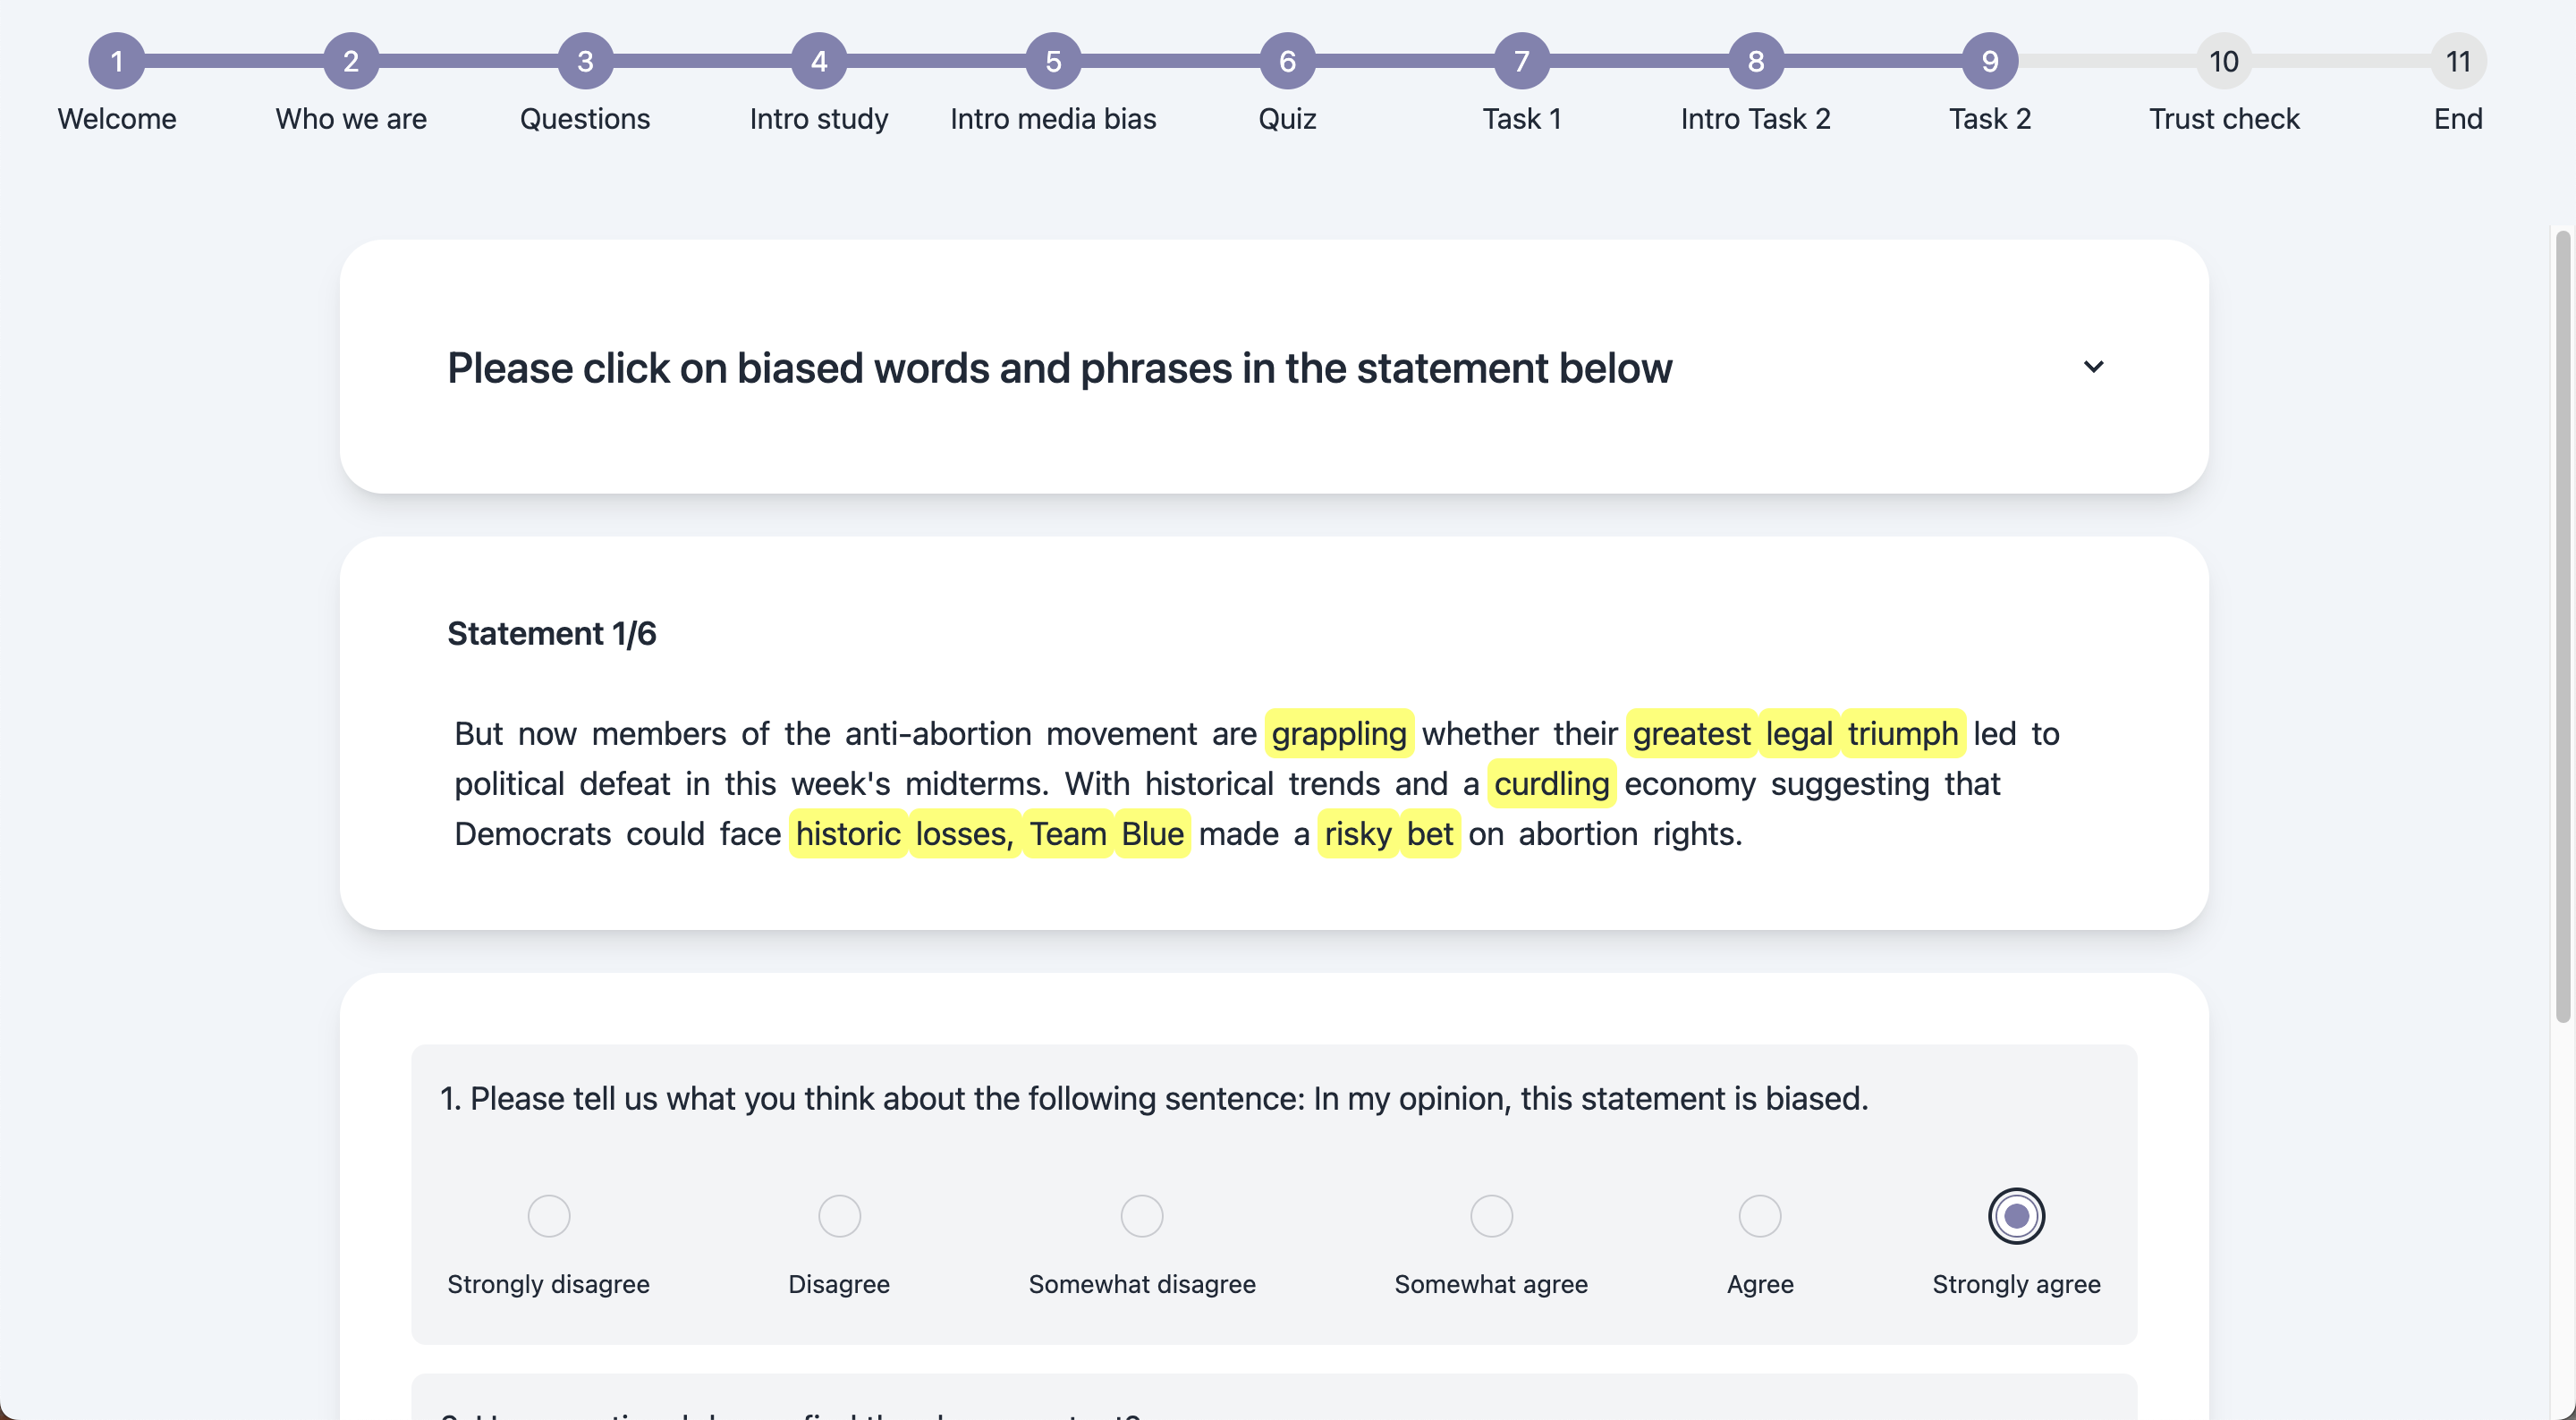 1 2 3 4 5 6 7 8 9 10 11
Welcome Who we are Questions Intro study Intro media bias Quiz Task 1 Intro Task 2 Task 2 Trust check End
Please click on biased words and phrases in the statement below
Statement 1/6
But now members of the anti-abortion movement are grappling whether their greatest legal triumph led to
political defeat in this week's midterms. With historical trends and a curdling economy suggesting that
Democrats could face historic losses, Team Blue made a risky bet on abortion rights.
1. Please tell us what you think about the following sentence: In my opinion, this statement is biased.
Strongly disagree Disagree Somewhat disagree Somewhat agree Agree Strongly agree